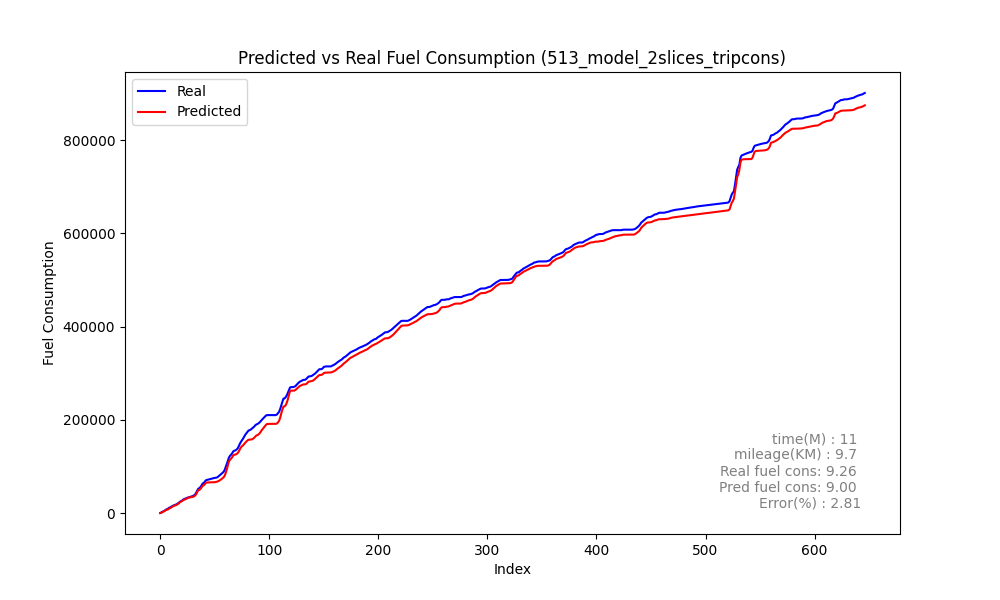 Predicted vs Real Fuel Consumption (513_model_2slices_tripcons)
Real
Predicted
Fuel Consumption
800000
600000
400000
200000
0
time(M) : 11
mileage(KM) : 9.7
Real fuel cons: 9.26
Pred fuel cons: 9.00
Error(%) : 2.81
0 100 200 300 400 500 600
Index